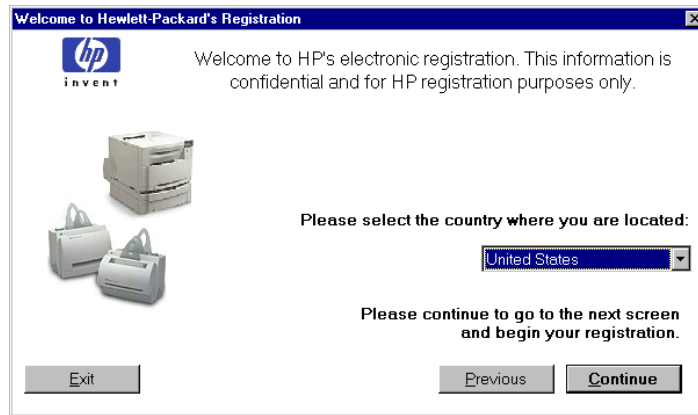 Welcome to Hewlett-Packard's Registration
hp
invent
Welcome to HP's electronic registration. This information is
confidential and for HP registration purposes only.
Please select the country where you are located:
United States
Please continue to go to the next screen
and begin your registration.
Exit
Previous
Continue